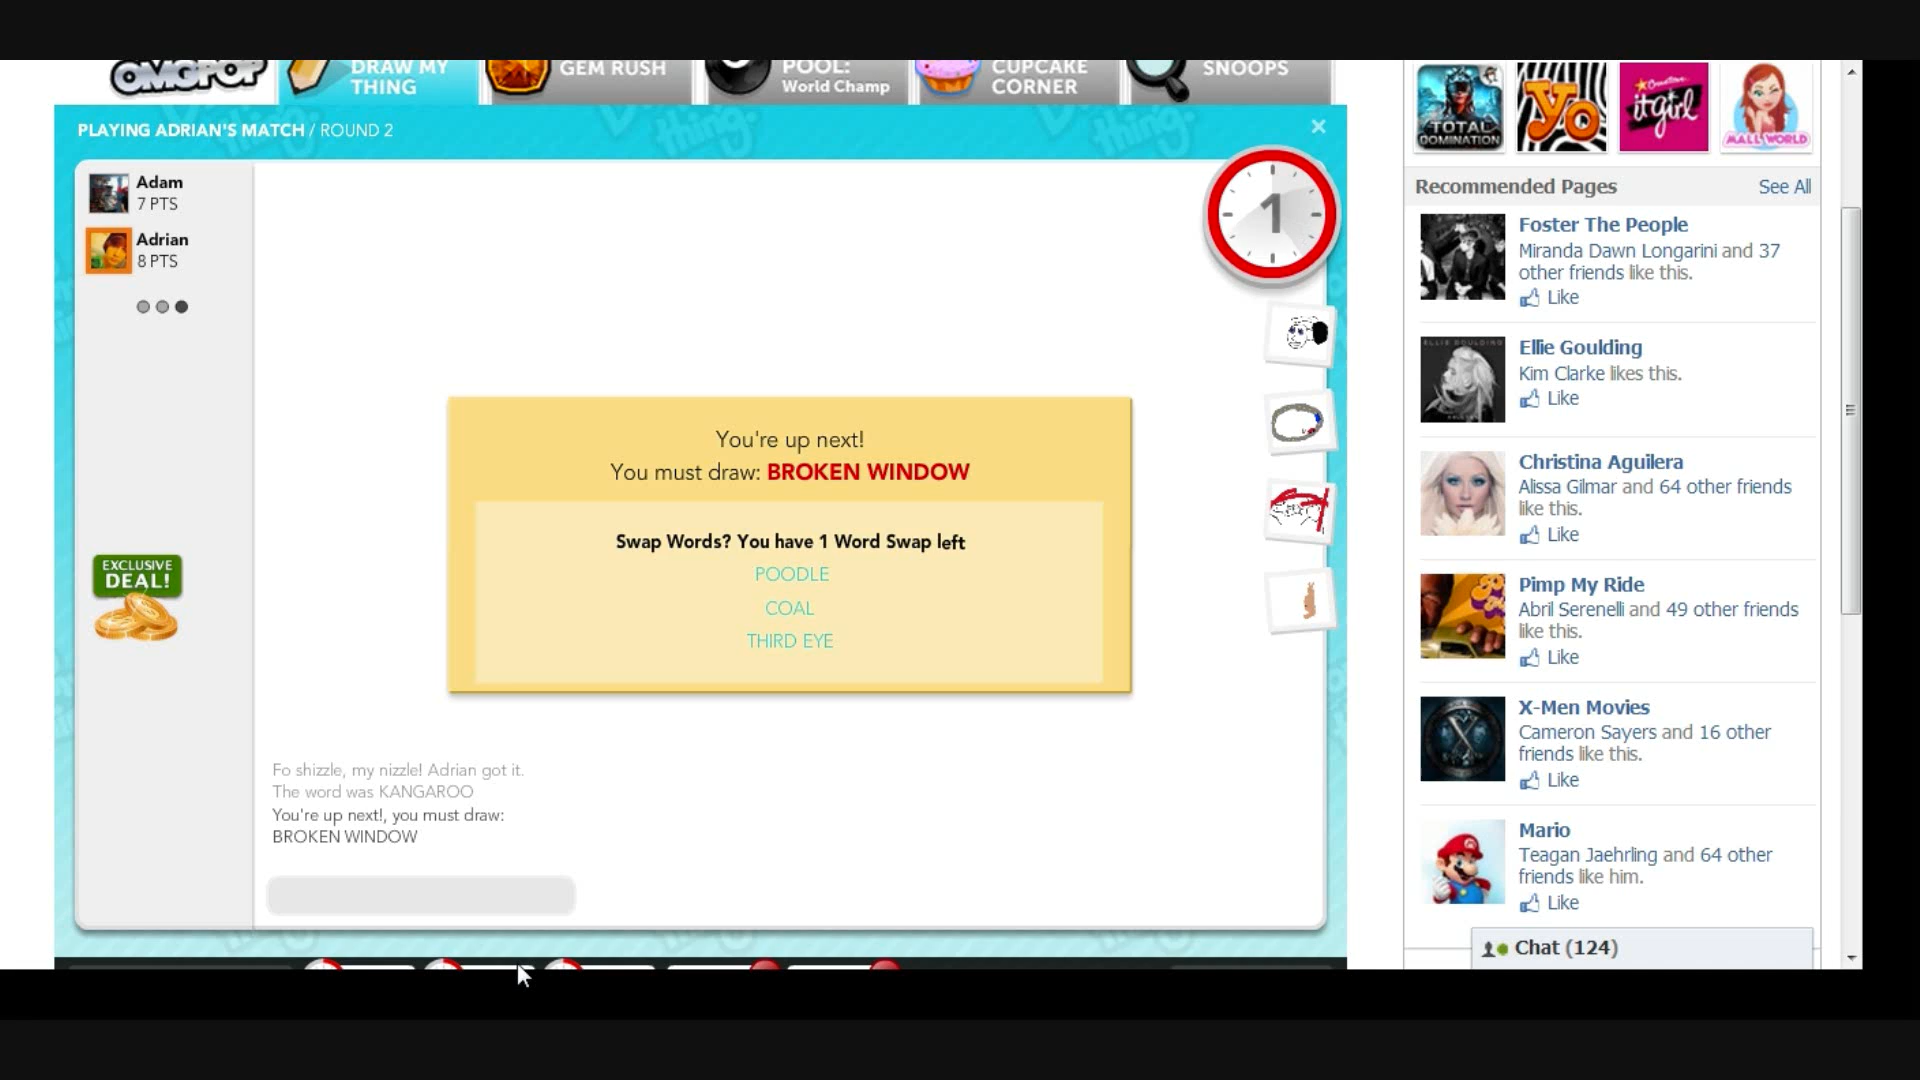 OMGPOP
DRAW MY
THING
GEM RUSH
POOL:
World Champ
CUPCAKE
CORNER
SNOOPS
PLAYING ADRIAN'S MATCH / ROUND 2
Adam
7 PTS
Adrian
8 PTS
1
EXCLUSIVE
DEAL!
You're up next!
You must draw: BROKEN WINDOW
Swap Words? You have 1 Word Swap left
POODLE
COAL
THIRD EYE
Fo shizzle, my nizzle! Adrian got it.
The word was KANGAROO
You're up next!, you must draw:
BROKEN WINDOW
TOTAL
DOMINATION
YO
it girl
MALL WORLD
Recommended Pages
See All
Foster The People
Miranda Dawn Longarini and 37
other friends like this.
Like
ELLIE GOULDING
Ellie Goulding
Kim Clarke likes this.
Like
Christina Aguilera
Alissa Gilmar and 64 other friends
like this.
Like
Pimp My Ride
Abril Serenelli and 49 other friends
like this.
Like
X-Men Movies
Cameron Sayers and 16 other
friends like this.
Like
Mario
Teagan Jaehrling and 64 other
friends like him.
Like
Chat (124)